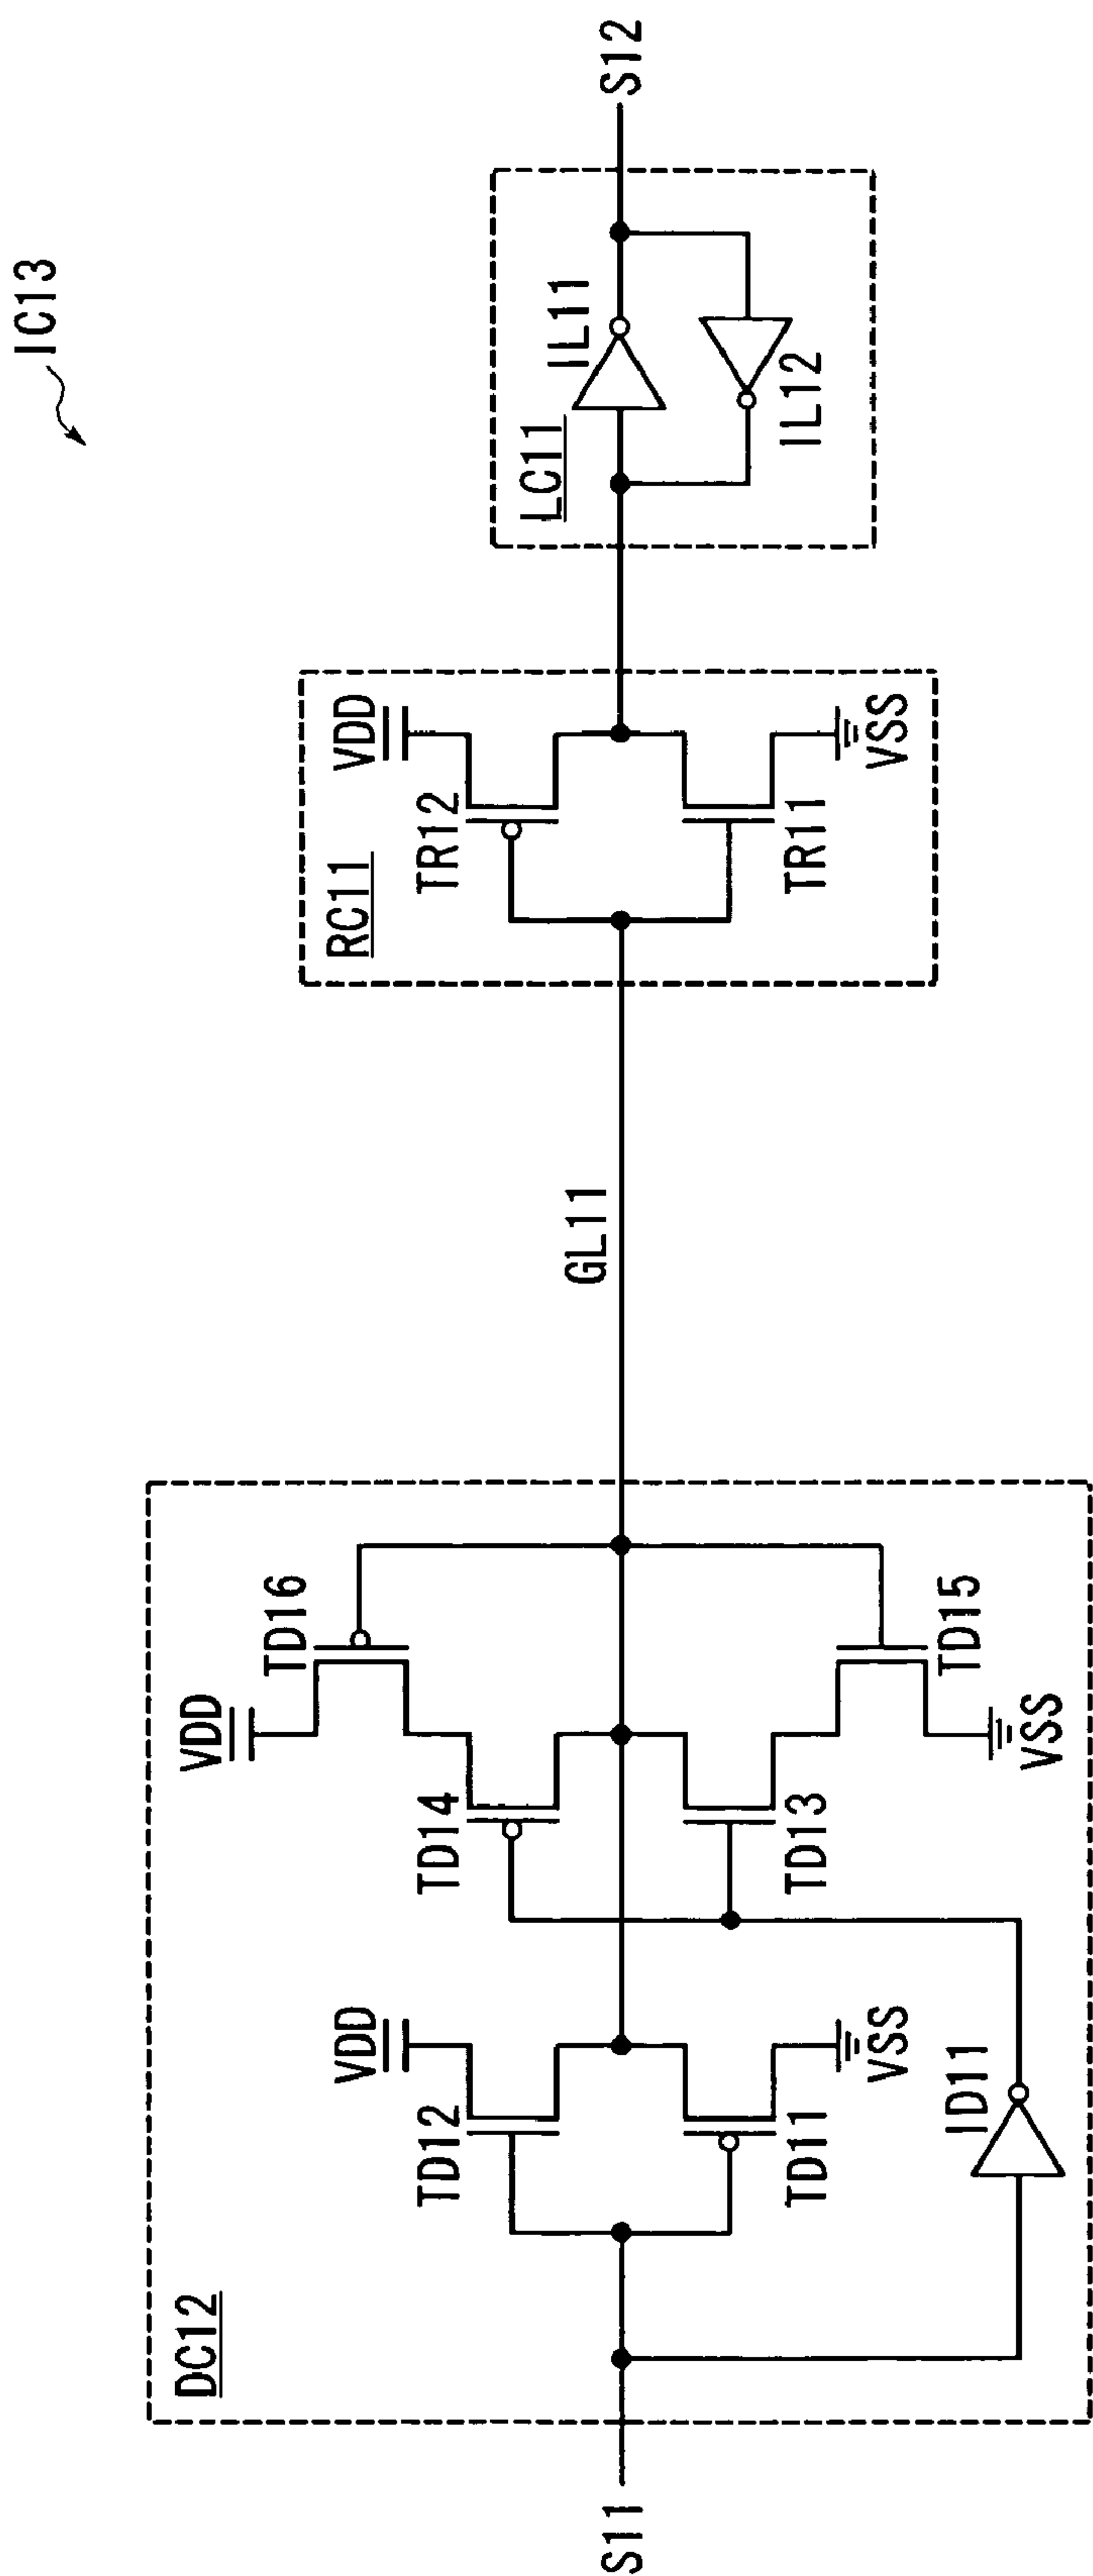 IC13
DC12
S11
VDD
TD12
TD11
VSS
ID11
VDD
TD16
TD14
TD13
TD15
VSS
GL11
RC11
VDD
TR12
TR11
VSS
LC11
IL11
IL12
S12